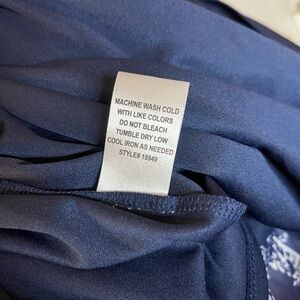 MACHINE WASH COLD
WITH LIKE COLORS
DO NOT BLEACH
TUMBLE DRY LOW
COOL IRON AS NEEDED
STYLE# 19949